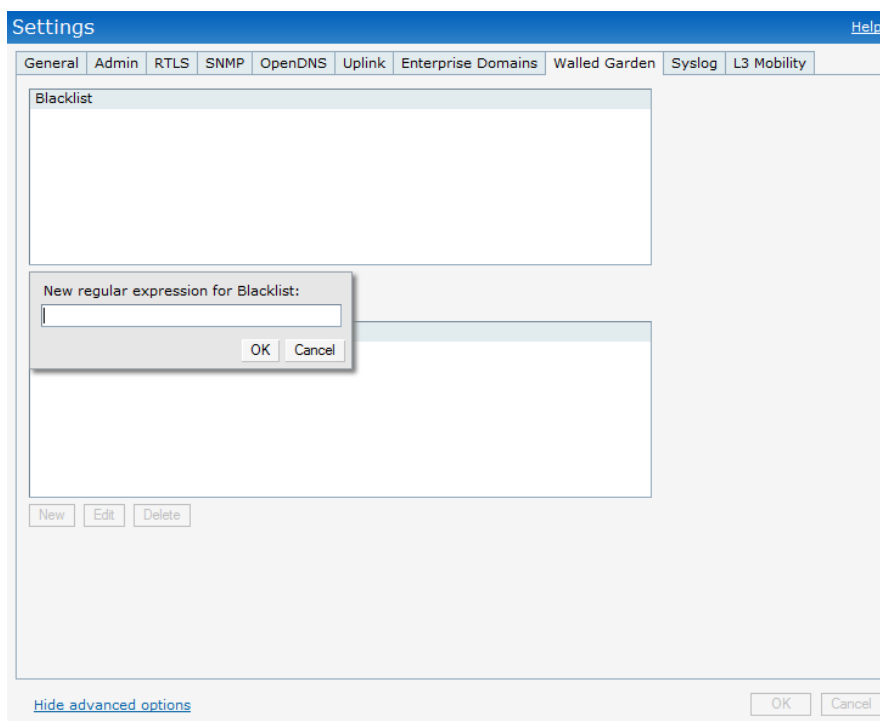 Settings Help
General Admin RTLS SNMP OpenDNS Uplink Enterprise Domains Walled Garden Syslog L3 Mobility
Blacklist
New regular expression for Blacklist:
OK Cancel
New Edit Delete
Hide advanced options OK Cancel